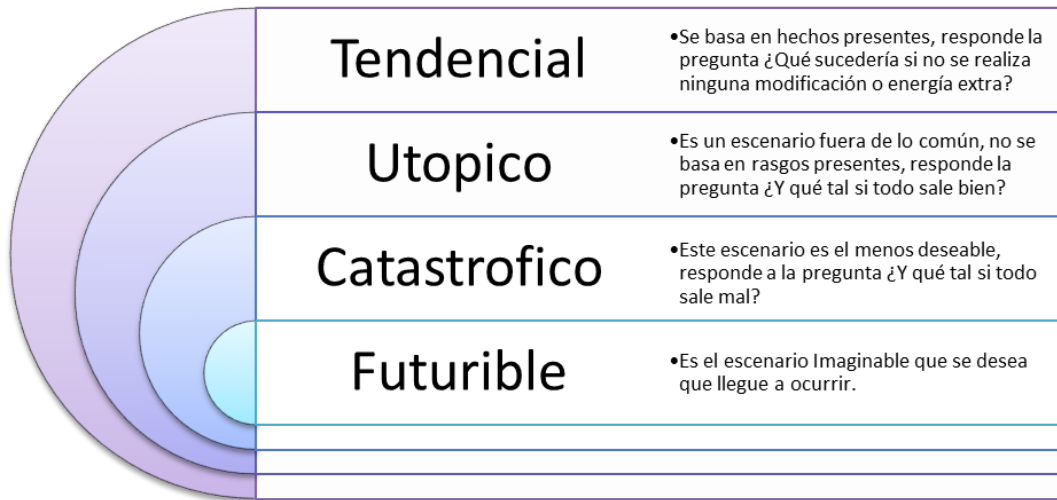 Tendencial
•Se basa en hechos presentes, responde la
pregunta ¿Qué sucedería si no se realiza
ninguna modificación o energía extra?
Utopico
•Es un escenario fuera de lo común, no se
basa en rasgos presentes, responde la
pregunta ¿Y qué tal si todo sale bien?
Catastrofico
•Este escenario es el menos deseable,
responde a la pregunta ¿Y qué tal si todo
sale mal?
Futurible
•Es el escenario Imaginable que se desea
que llegue a ocurrir.